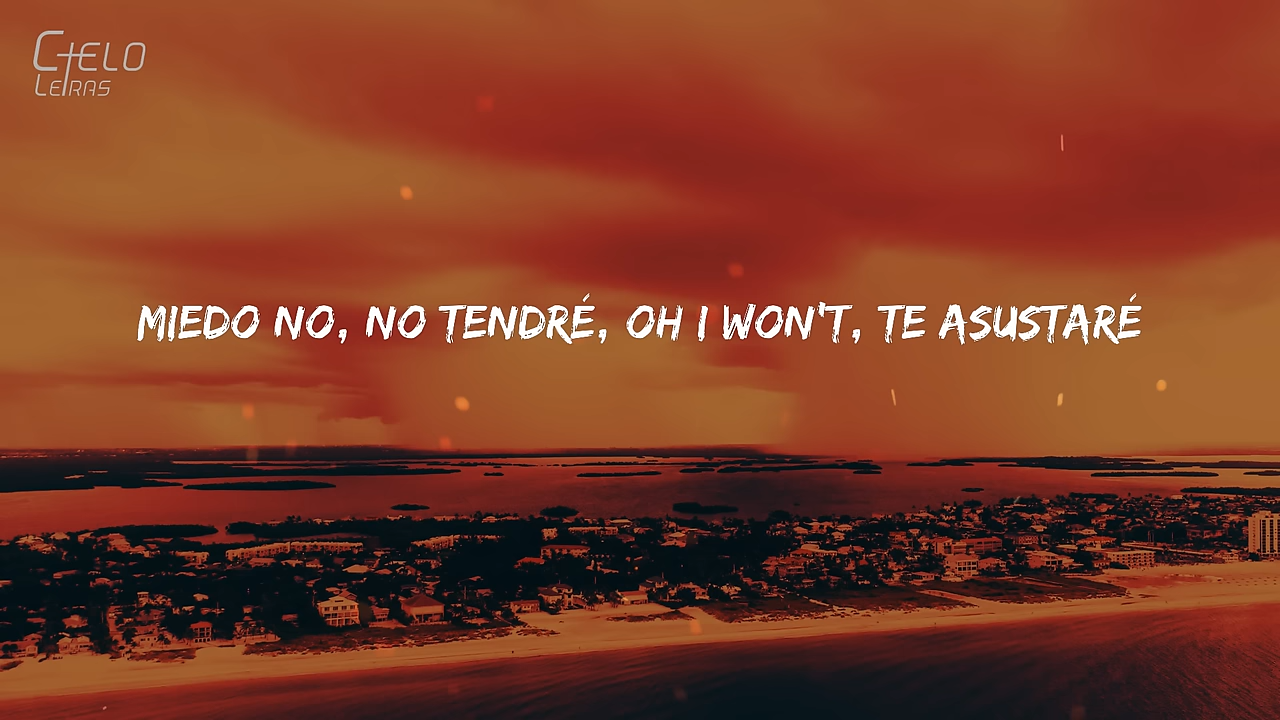 CIELO
LETRAS
MIEDO NO, NO TENDRÉ, OH I WON'T, TE ASUSTARÉ